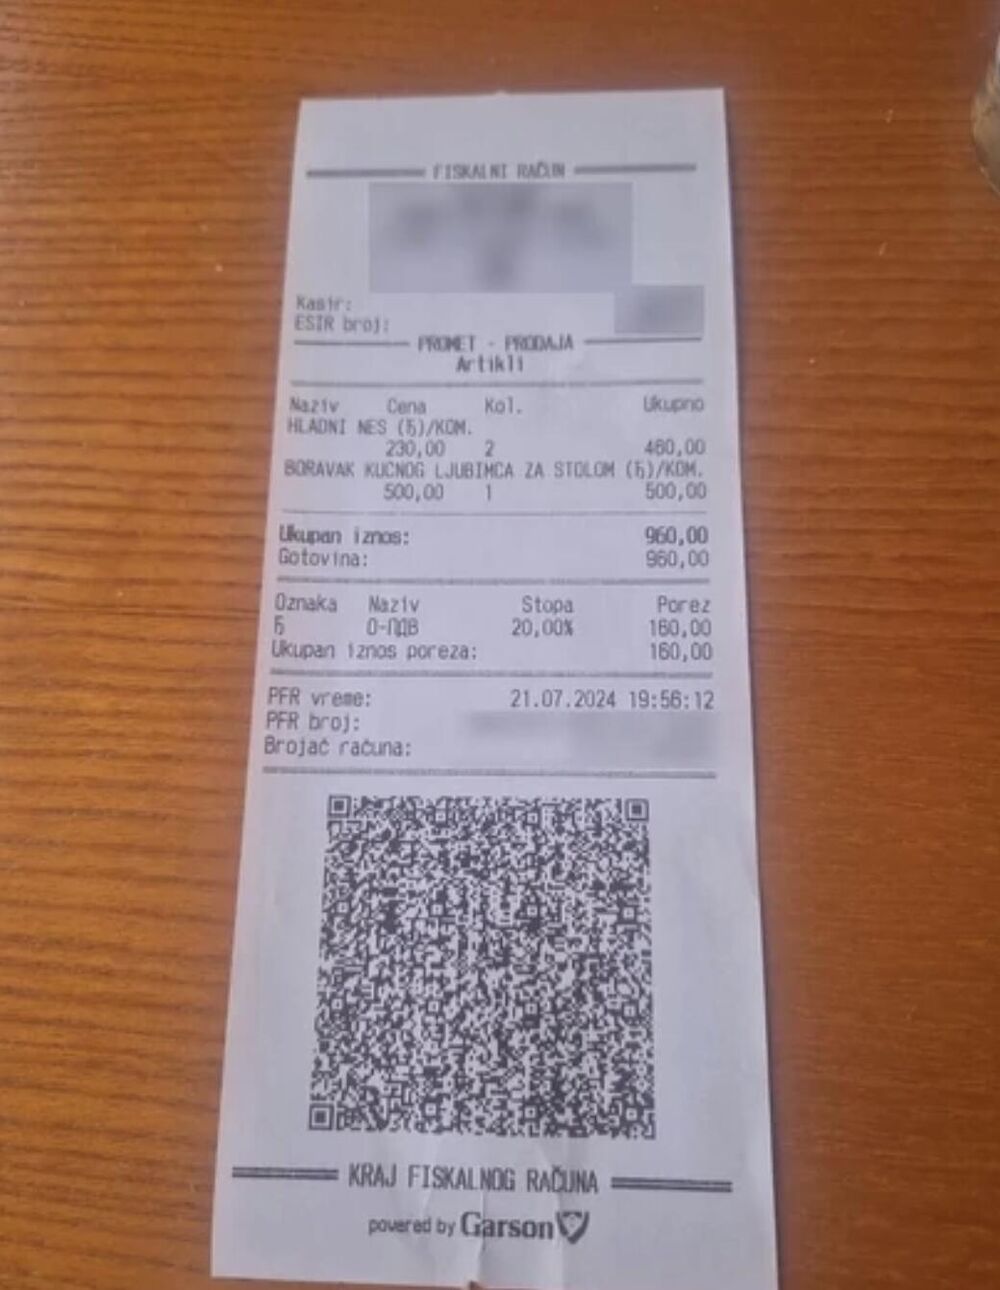 FISKALNI RAČUN
Kasir:
ESIR broj:
PROMET - PRODAJA
Artikli
Naziv Cena Kol. Ukupno
HLADNI NES (Ђ)/KOM.
230,00 2 460,00
BORAVAK KUCNOG LJUBIMCA ZA STOLOM (Ђ)/KOM.
500,00 1 500,00
Ukupan iznos: 960,00
Gotovina: 960,00
Oznaka Naziv Stopa Porez
Ђ О-ПДВ 20,00% 160,00
Ukupan iznos poreza: 160,00
PFR vreme: 21.07.2024 19:56:12
PFR broj:
Brojač računa:
KRAJ FISKALNOG RAČUNA
powered by Garson